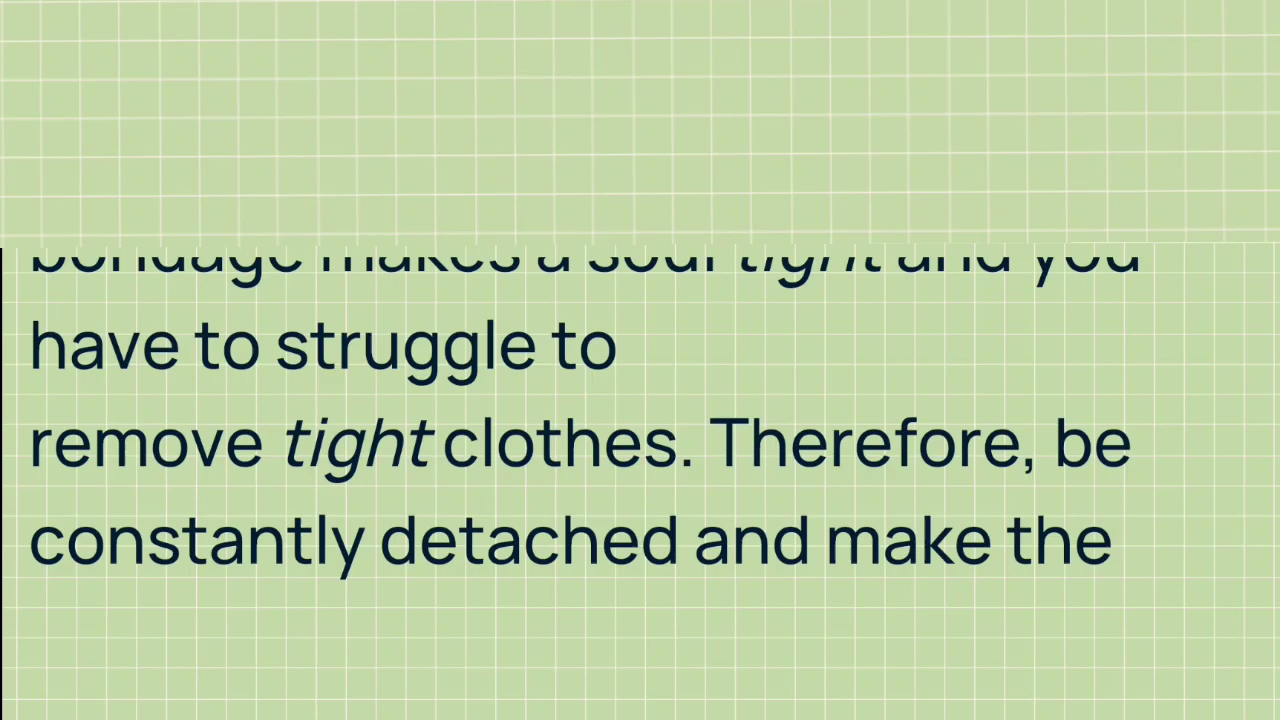 bondage makes a soul tight and you
have to struggle to
remove tight clothes. Therefore, be
constantly detached and make the